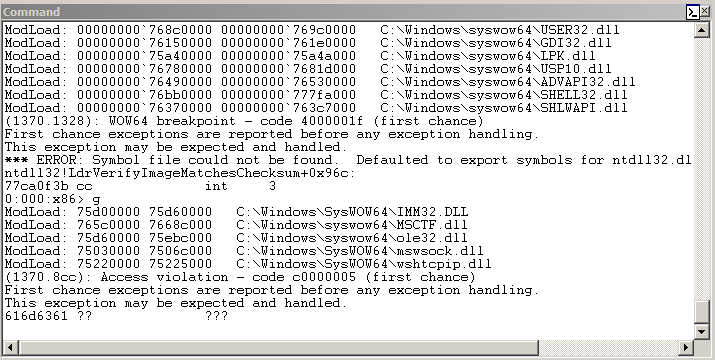 Command
ModLoad: 00000000`768c0000 00000000`769c0000   C:\Windows\syswow64\USER32.dll
ModLoad: 00000000`76150000 00000000`761e0000   C:\Windows\syswow64\GDI32.dll
ModLoad: 00000000`75a40000 00000000`75a4a000   C:\Windows\syswow64\LPK.dll
ModLoad: 00000000`76780000 00000000`7681d000   C:\Windows\syswow64\USP10.dll
ModLoad: 00000000`76490000 00000000`76530000   C:\Windows\syswow64\ADVAPI32.dll
ModLoad: 00000000`76bb0000 00000000`777fa000   C:\Windows\syswow64\SHELL32.dll
ModLoad: 00000000`76370000 00000000`763c7000   C:\Windows\syswow64\SHLWAPI.dll
(1370.1328): WOW64 breakpoint - code 4000001f (first chance)
First chance exceptions are reported before any exception handling.
This exception may be expected and handled.
*** ERROR: Symbol file could not be found.  Defaulted to export symbols for ntdll32.dl
ntdll32!LdrVerifyImageMatchesChecksum+0x96c:
77ca0f3b cc              int     3
0:000:x86> g
ModLoad: 75d00000 75d60000   C:\Windows\SysWOW64\IMM32.DLL
ModLoad: 765c0000 7668c000   C:\Windows\SysWOW64\MSCTF.dll
ModLoad: 75d60000 75ebc000   C:\Windows\SysWOW64\ole32.dll
ModLoad: 75030000 7506c000   C:\Windows\SysWOW64\mswsock.dll
ModLoad: 75220000 75225000   C:\Windows\SysWOW64\wshtcpip.dll
(1370.8cc): Access violation - code c0000005 (first chance)
First chance exceptions are reported before any exception handling.
This exception may be expected and handled.
616d6361 ??              ???